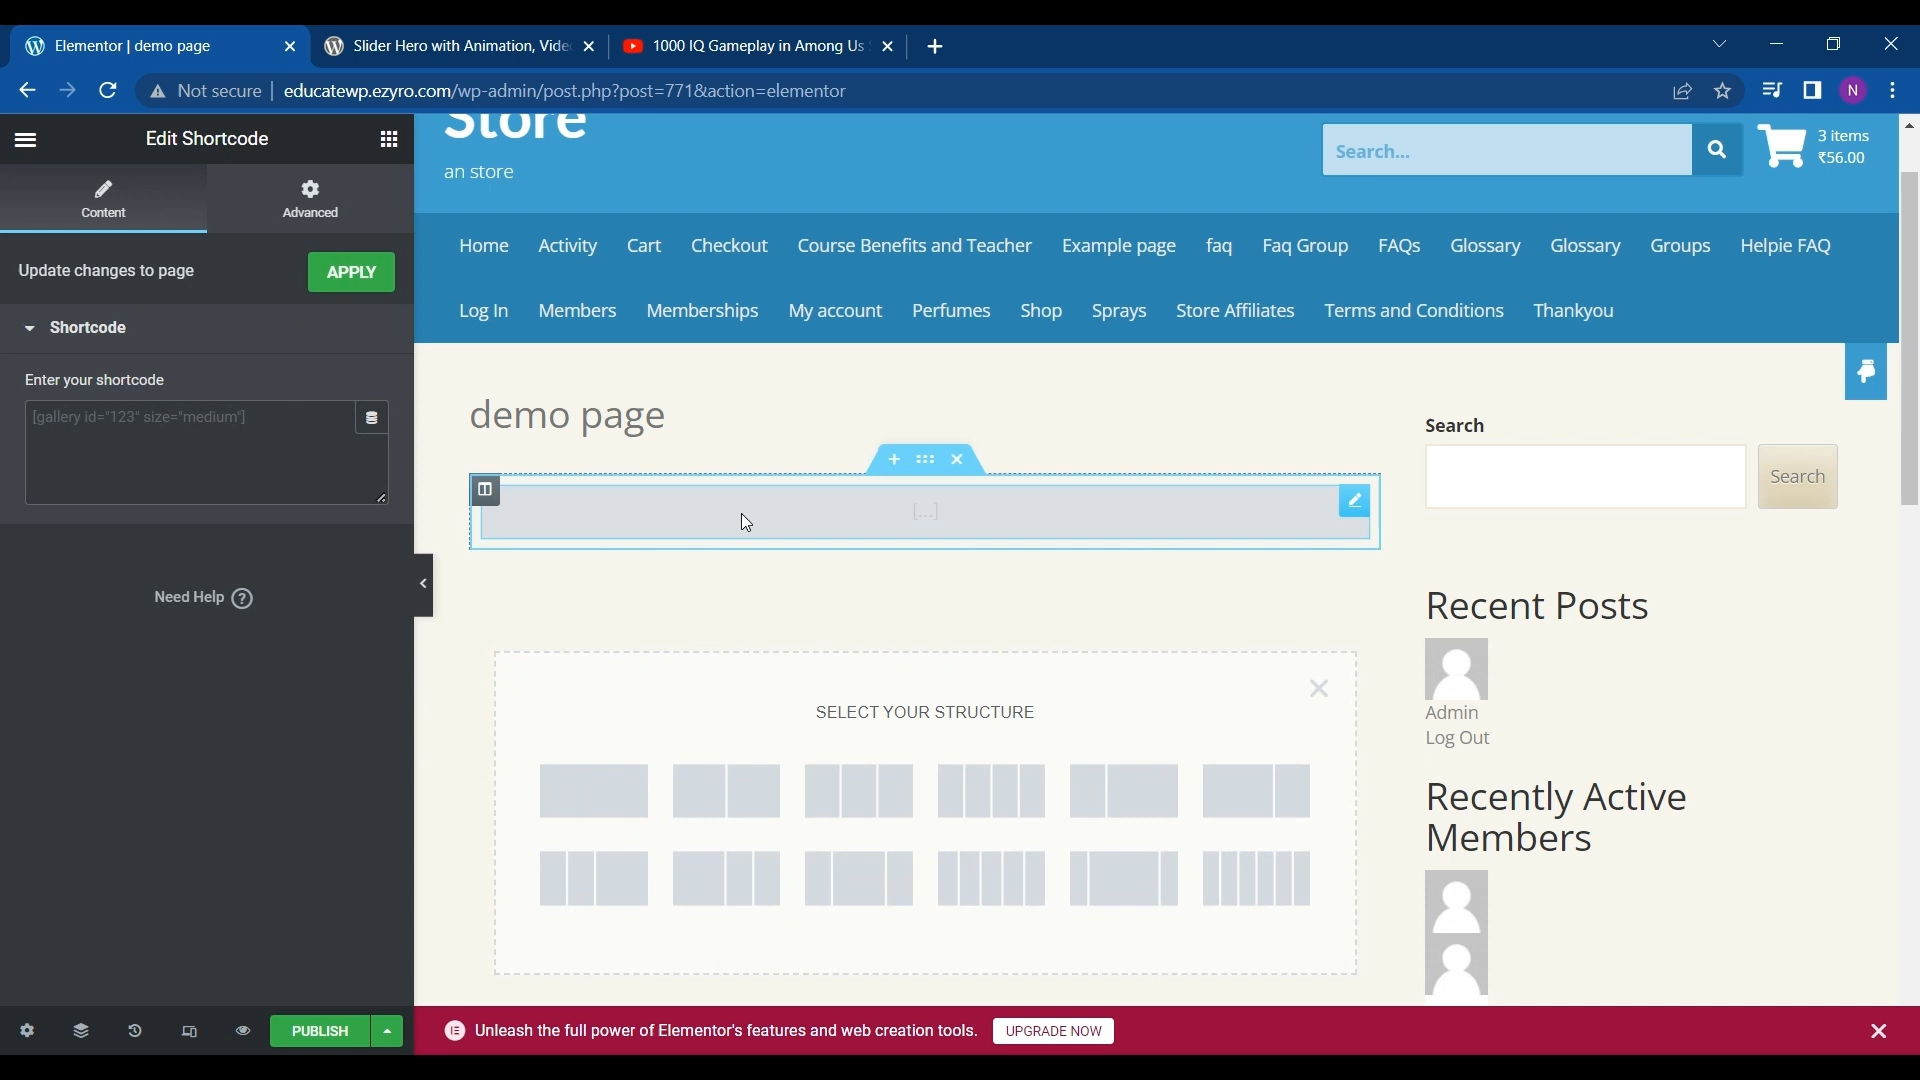 Elementor | demo page
Slider Hero with Animation, Vide
1000 IQ Gameplay in Among Us
Not secure
educatewp.ezyro.com/wp-admin/post.php?post=771&action=elementor
N
Edit Shortcode
Content
Advanced
Update changes to page
APPLY
Shortcode
Enter your shortcode
[gallery id="123" size="medium"]
Need Help ?
PUBLISH
Store
an store
Search...
3 items
₹56.00
Home Activity Cart Checkout Course Benefits and Teacher Example page faq Faq Group FAQs Glossary Glossary Groups Helpie FAQ
Log In Members Memberships My account Perfumes Shop Sprays Store Affiliates Terms and Conditions Thankyou
demo page
[...]
SELECT YOUR STRUCTURE
Search
Search
Recent Posts
Admin
Log Out
Recently Active
Members
Unleash the full power of Elementor's features and web creation tools.
UPGRADE NOW